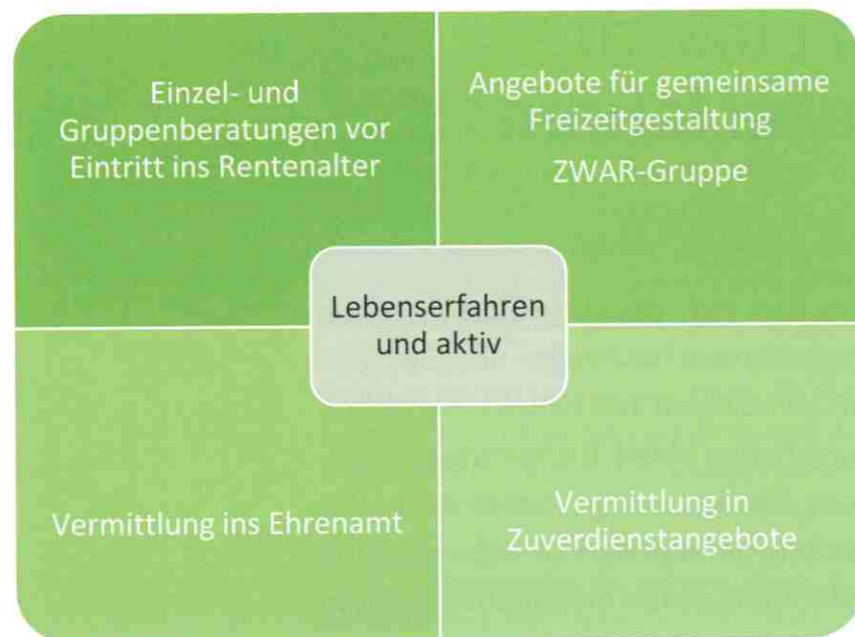 Einzel- und
Gruppenberatungen vor
Eintritt ins Rentenalter
Angebote für gemeinsame
Freizeitgestaltung
ZWAR-Gruppe
Lebenserfahren
und aktiv
Vermittlung ins Ehrenamt
Vermittlung in
Zuverdienstangebote